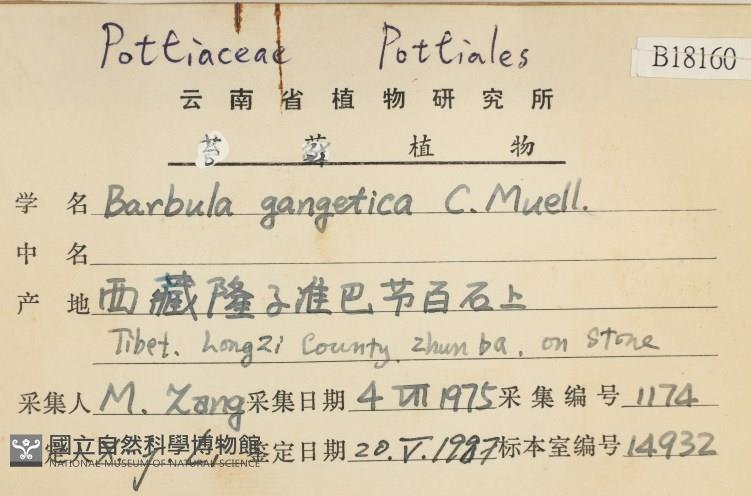 Pottiaceae Pottiales
B18160
云南省植物研究所
苔藓植物
学名 Barbula gangetica C. Muell.
中名
产地 西藏隆子准巴节百石上
Tibet. Longzi County. Zhunba. on Stone
采集人 M. Zang 采集日期 4 VII 1975 采集编号 1174
定人 X. J. Li 鉴定日期 20. V. 1987 标本室编号 14932
國立自然科學博物館
NATIONAL MUSEUM OF NATURAL SCIENCE